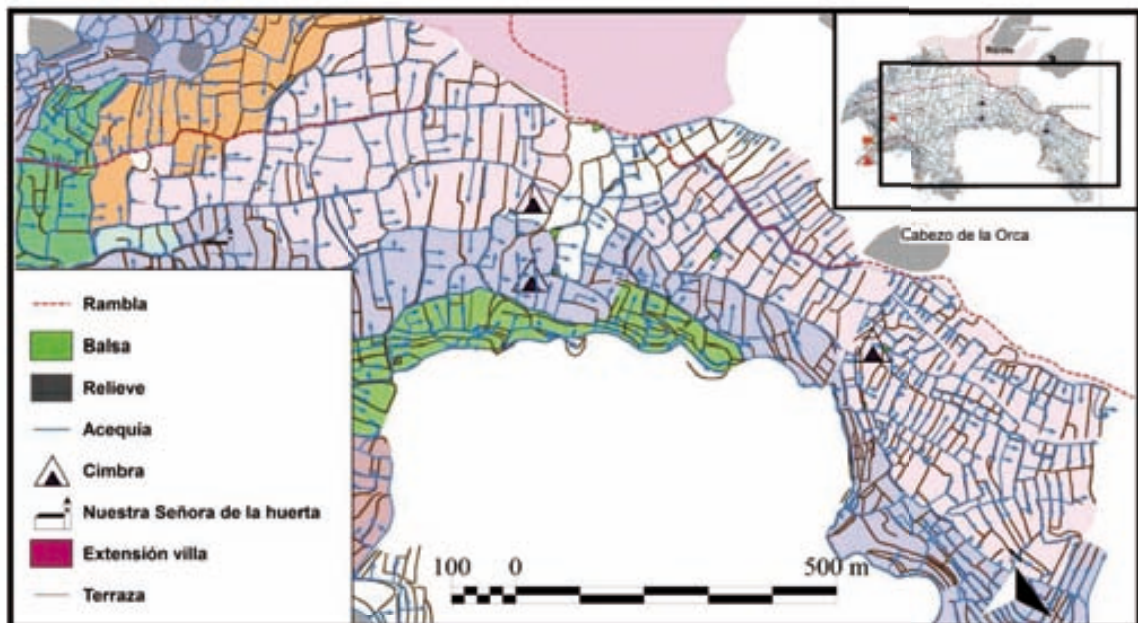 Cabezo de la Orca
Rambla
Balsa
Relieve
Acequia
Cimbra
Nuestra Señora de la huerta
Extensión villa
Terraza
100 0 500 m